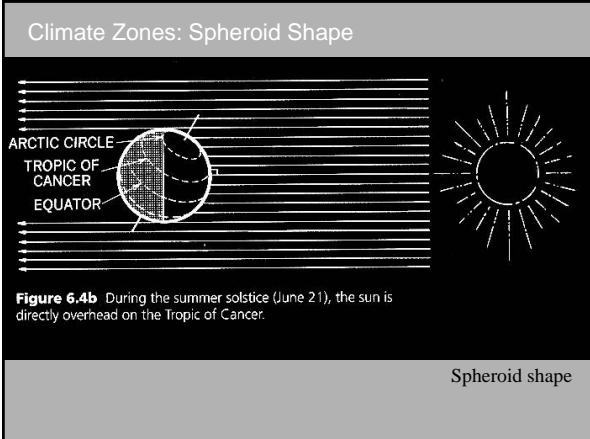 Climate Zones: Spheroid Shape
ARCTIC CIRCLE
TROPIC OF
CANCER
EQUATOR
Figure 6.4b During the summer solstice (June 21), the sun is
directly overhead on the Tropic of Cancer.
Spheroid shape